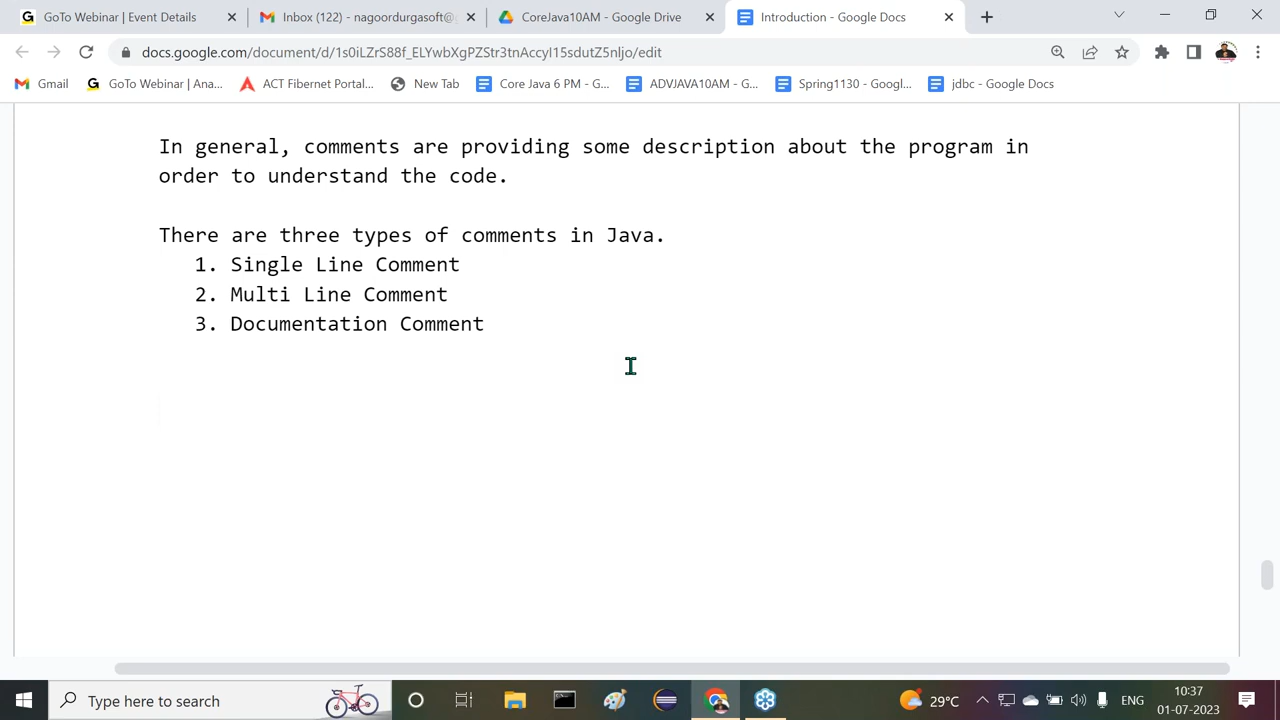 GoTo Webinar | Event Details
Inbox (122) - nagoordurgasoft@
CoreJava10AM - Google Drive
Introduction - Google Docs
docs.google.com/document/d/1s0iLZrS88f_ELYwbXgPZStr3tnAccyI15sdutZ5nljo/edit
Gmail
GoTo Webinar | Ana...
ACT Fibernet Portal...
New Tab
Core Java 6 PM - G...
ADVJAVA10AM - G...
Spring1130 - Googl...
jdbc - Google Docs
In general, comments are providing some description about the program in
order to understand the code.
There are three types of comments in Java.
1. Single Line Comment
2. Multi Line Comment
3. Documentation Comment
Type here to search
29°C
ENG
10:37
01-07-2023